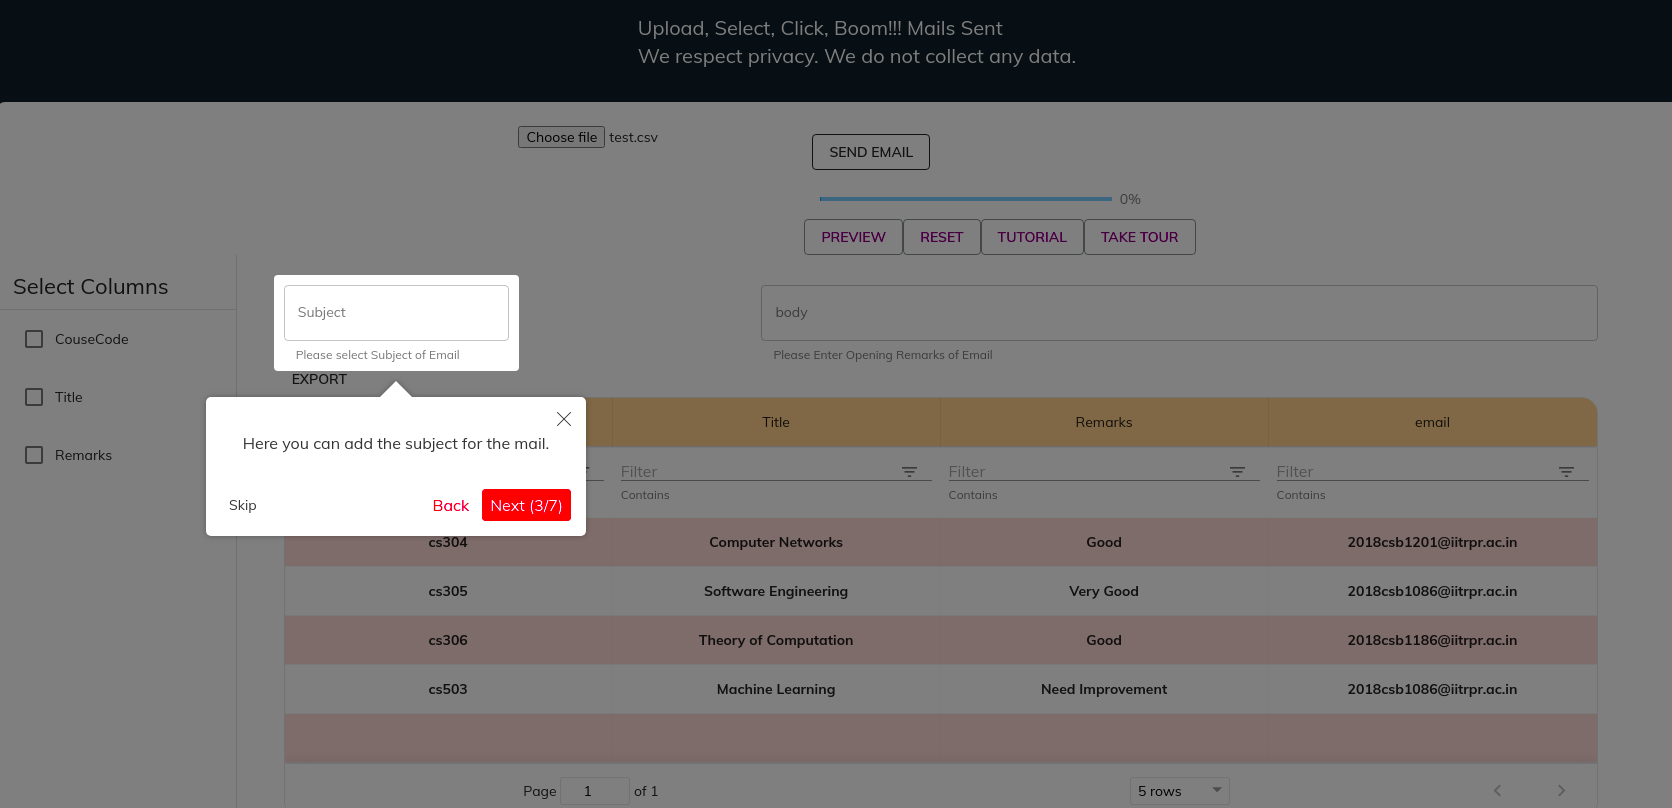 Upload, Select, Click, Boom!!! Mails Sent
We respect privacy. We do not collect any data.
Choose file test.csv
SEND EMAIL
0%
PREVIEW RESET TUTORIAL TAKE TOUR
Select Columns
CouseCode
Title
Remarks
Subject
Please select Subject of Email
body
Please Enter Opening Remarks of Email
EXPORT
Here you can add the subject for the mail.
Skip Back Next (3/7)
Title Remarks email
Filter Filter Filter
Contains Contains Contains
cs304 Computer Networks Good 2018csb1201@iitrpr.ac.in
cs305 Software Engineering Very Good 2018csb1086@iitrpr.ac.in
cs306 Theory of Computation Good 2018csb1186@iitrpr.ac.in
cs503 Machine Learning Need Improvement 2018csb1086@iitrpr.ac.in
Page 1 of 1 5 rows